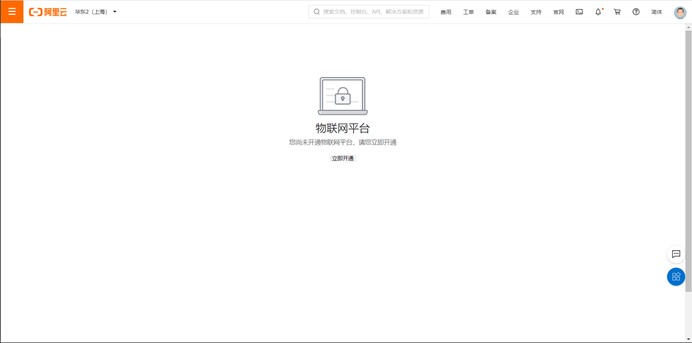 阿里云
华东2（上海）
搜索文档、控制台、API、解决方案和资源
费用
工单
备案
企业
支持
官网
简体
物联网平台
您尚未开通物联网平台，请您立即开通
立即开通